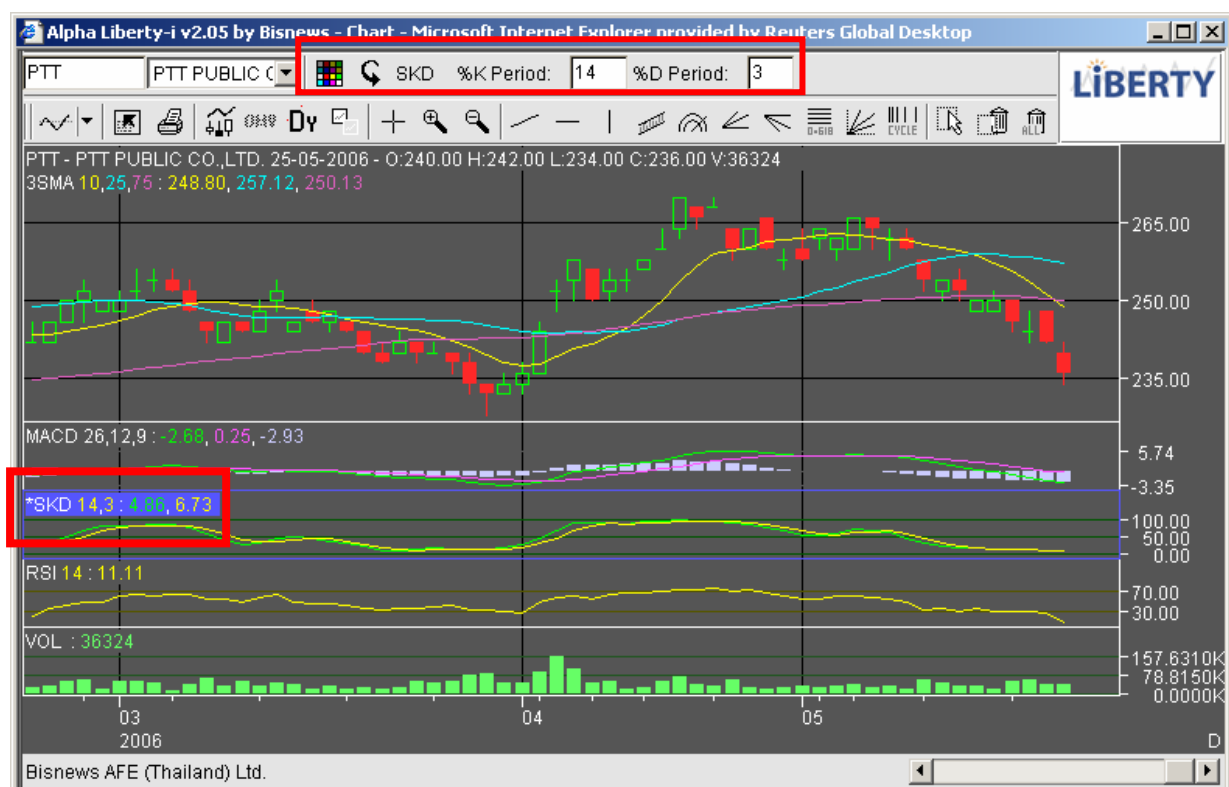 Alpha Liberty-i v2.05 by Bisnews - Chart - Microsoft Internet Explorer provided by Reuters Global Desktop
PTT PTT PUBLIC C SKD %K Period: 14 %D Period: 3
LiBERTY
Dy 0.618 CYCLE ALL
PTT - PTT PUBLIC CO.,LTD. 25-05-2006 - O:240.00 H:242.00 L:234.00 C:236.00 V:36324
3SMA 10,25,75 : 248.80, 257.12, 250.13
265.00
250.00
235.00
MACD 26,12,9 : -2.68, 0.25, -2.93
5.74
-3.35
*SKD 14,3 : 4.86, 6.73
100.00
50.00
0.00
RSI 14 : 11.11
70.00
30.00
VOL : 36324
157.6310K
78.8150K
0.0000K
03 04 05
2006 D
Bisnews AFE (Thailand) Ltd.